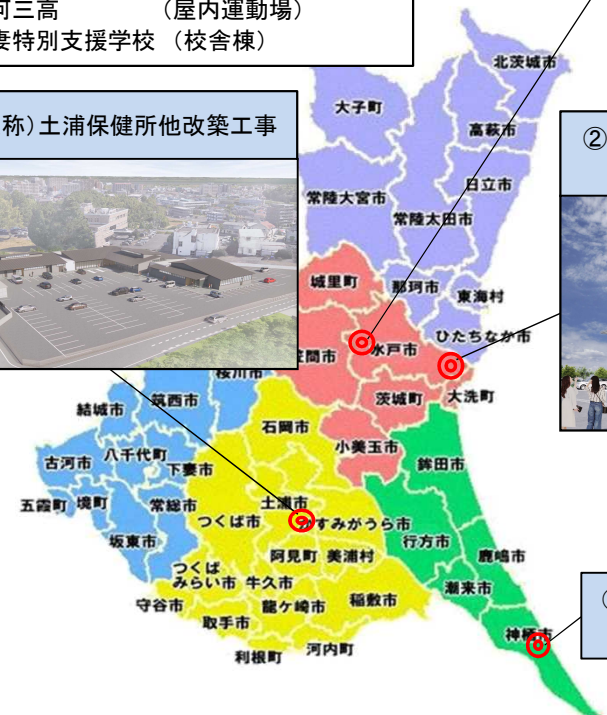 可三高　（屋内運動場）
妻特別支援学校（校舎棟）
称）土浦保健所他改築工事
②
北茨城市
大子町
高萩市
日立市
常陸大宮市
常陸太田市
城里町
那珂市
東海村
ひたちなか市
水戸市
笠間市
大洗町
茨城町
桜川市
筑西市
結城市
石岡市
小美玉市
鉾田市
古河市
八千代町
下妻市
五霞町
境町
常総市
土浦市
つくば市
かすみがうら市
坂東市
行方市
阿見町
美浦村
鹿嶋市
つくば
みらい市
牛久市
潮来市
守谷市
龍ケ崎市
稲敷市
取手市
神栖市
利根町
河内町